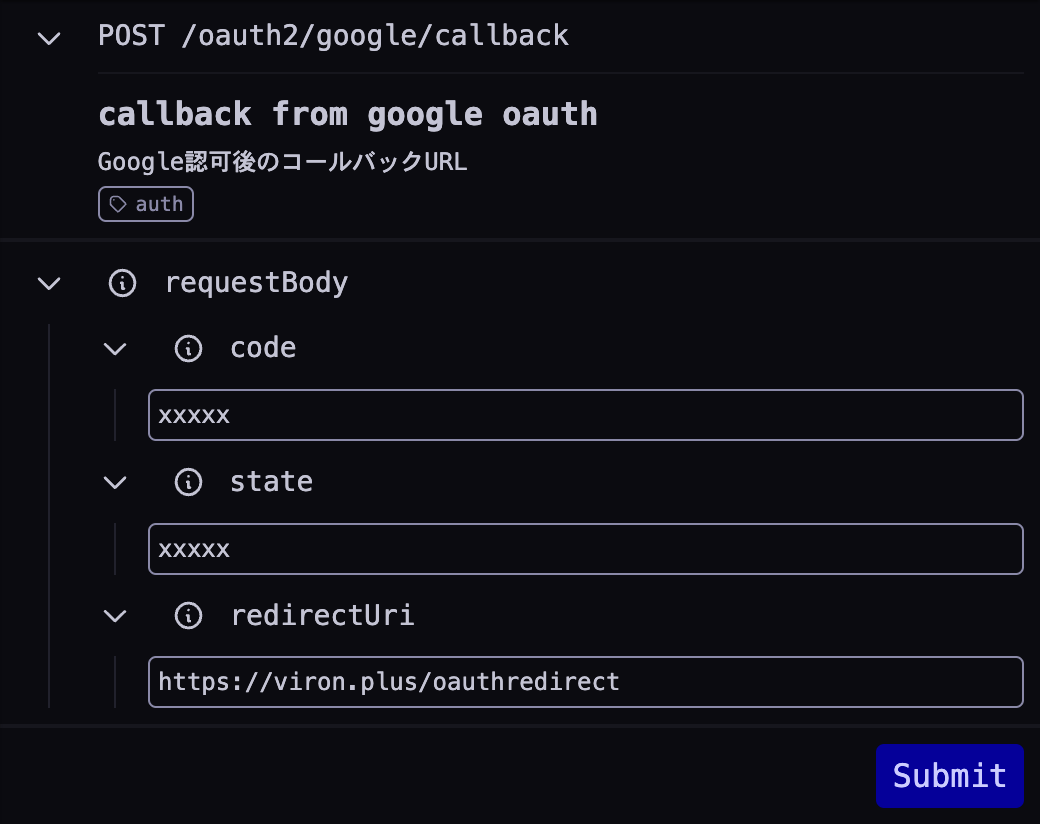 POST /oauth2/google/callback
callback from google oauth
Google認可後のコールバックURL
auth
requestBody
code
xxxxx
state
xxxxx
redirectUri
https://viron.plus/oauthredirect
Submit